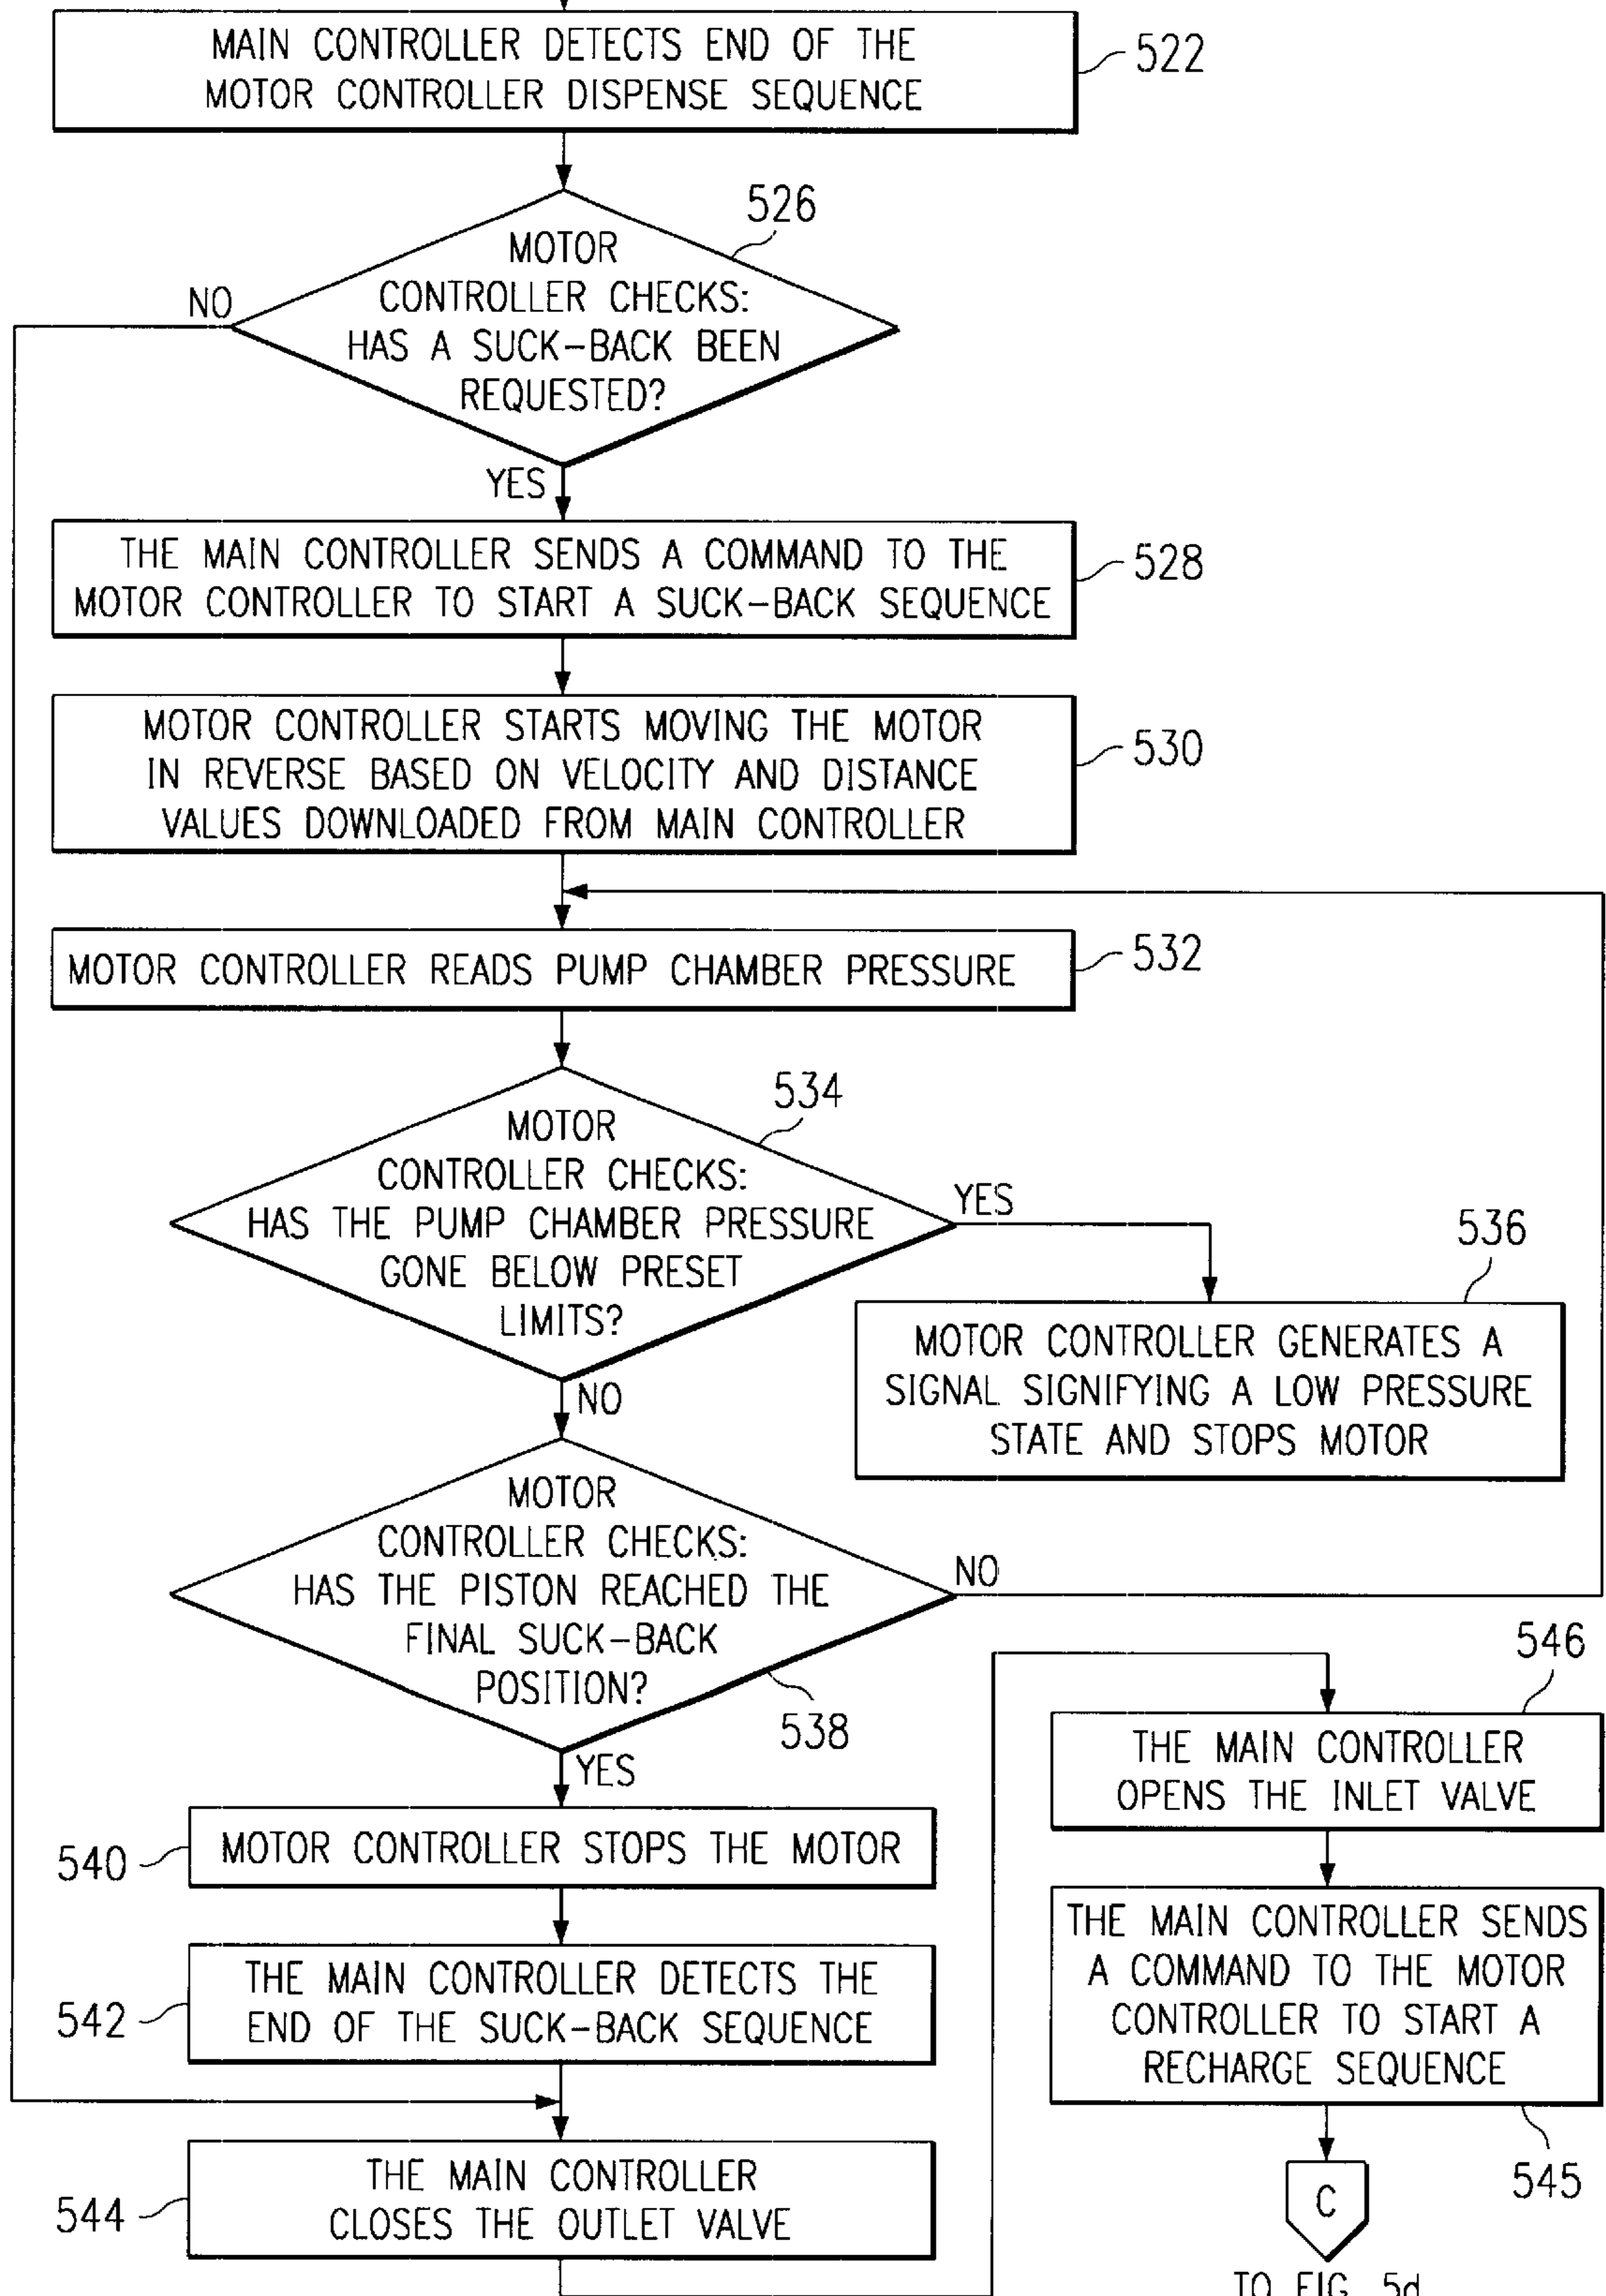 MAIN CONTROLLER DETECTS END OF THE
MOTOR CONTROLLER DISPENSE SEQUENCE
522
526
MOTOR
CONTROLLER CHECKS:
HAS A SUCK-BACK BEEN
REQUESTED?
NO
YES
THE MAIN CONTROLLER SENDS A COMMAND TO THE
MOTOR CONTROLLER TO START A SUCK-BACK SEQUENCE
528
MOTOR CONTROLLER STARTS MOVING THE MOTOR
IN REVERSE BASED ON VELOCITY AND DISTANCE
VALUES DOWNLOADED FROM MAIN CONTROLLER
530
MOTOR CONTROLLER READS PUMP CHAMBER PRESSURE
532
534
MOTOR
CONTROLLER CHECKS:
HAS THE PUMP CHAMBER PRESSURE
GONE BELOW PRESET
LIMITS?
YES
NO
536
MOTOR CONTROLLER GENERATES A
SIGNAL SIGNIFYING A LOW PRESSURE
STATE AND STOPS MOTOR
MOTOR
CONTROLLER CHECKS:
HAS THE PISTON REACHED THE
FINAL SUCK-BACK
POSITION?
NO
538
YES
540
MOTOR CONTROLLER STOPS THE MOTOR
542
THE MAIN CONTROLLER DETECTS THE
END OF THE SUCK-BACK SEQUENCE
544
THE MAIN CONTROLLER
CLOSES THE OUTLET VALVE
546
THE MAIN CONTROLLER
OPENS THE INLET VALVE
THE MAIN CONTROLLER SENDS
A COMMAND TO THE MOTOR
CONTROLLER TO START A
RECHARGE SEQUENCE
545
C
TO FIG. 5d